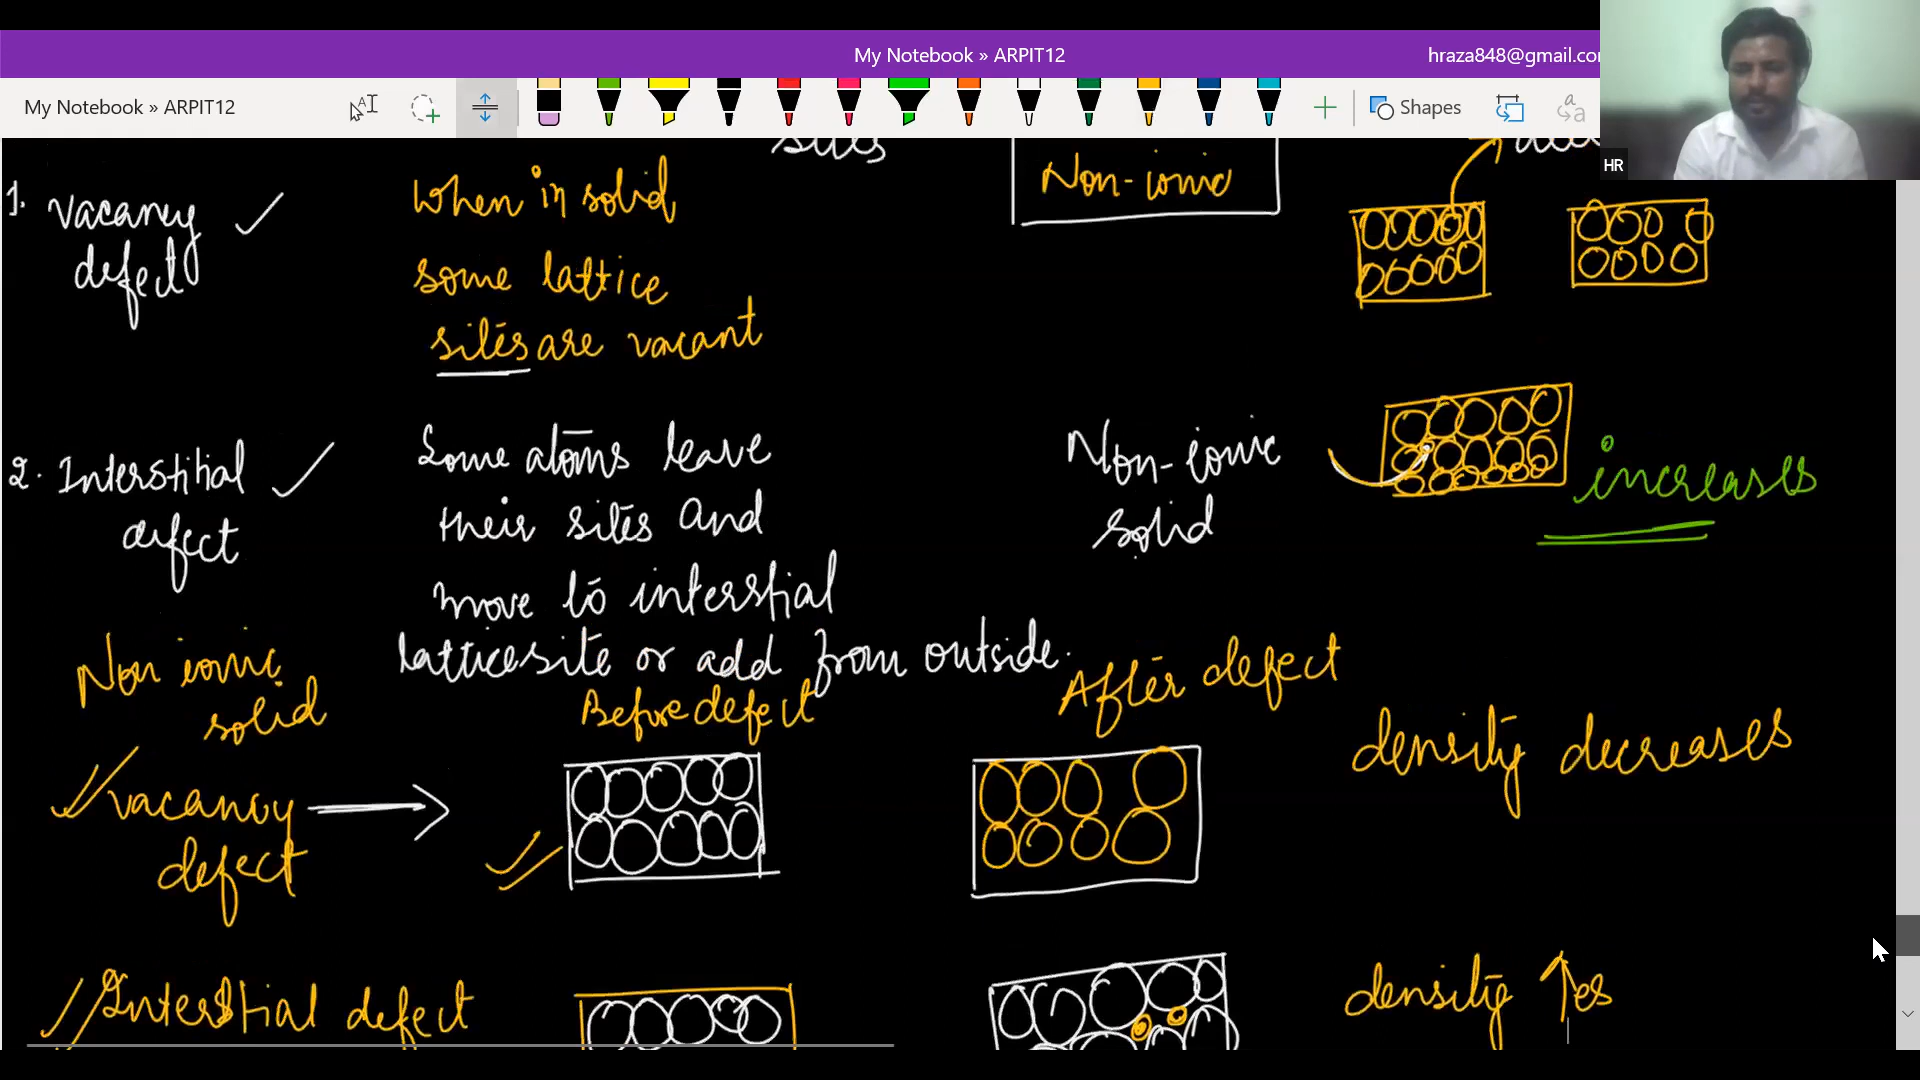 My Notebook » ARPIT12
hraza848@gmail.co
My Notebook » ARPIT12
Shapes
HR
sites
Non-ionic
1. vacancy
defect
When in solid
some lattice
sites are vacant
2. Interstitial
defect
Some atoms leave
their sites and
move to interstial
lattice site or add from outside.
Non-ionic
solid
increases
Non ionic
solid
Before defect
After defect
vacancy
defect
density decreases
Interstial defect
density ↑es